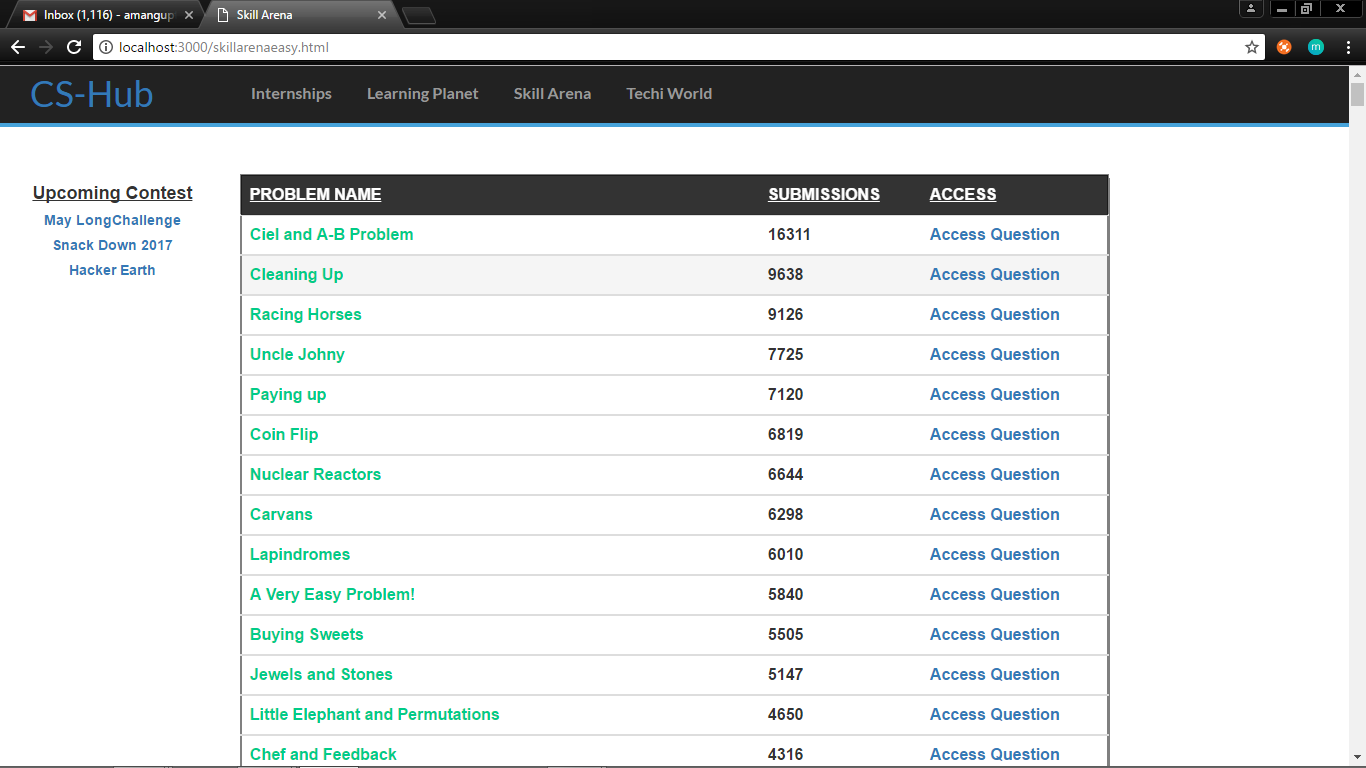 Inbox (1,116) - amangup
Skill Arena
localhost:3000/skillarenaeasy.html
m
CS-Hub Internships Learning Planet Skill Arena Techi World
Upcoming Contest
May LongChallenge
Snack Down 2017
Hacker Earth
PROBLEM NAME SUBMISSIONS ACCESS
Ciel and A-B Problem 16311 Access Question
Cleaning Up 9638 Access Question
Racing Horses 9126 Access Question
Uncle Johny 7725 Access Question
Paying up 7120 Access Question
Coin Flip 6819 Access Question
Nuclear Reactors 6644 Access Question
Carvans 6298 Access Question
Lapindromes 6010 Access Question
A Very Easy Problem! 5840 Access Question
Buying Sweets 5505 Access Question
Jewels and Stones 5147 Access Question
Little Elephant and Permutations 4650 Access Question
Chef and Feedback 4316 Access Question